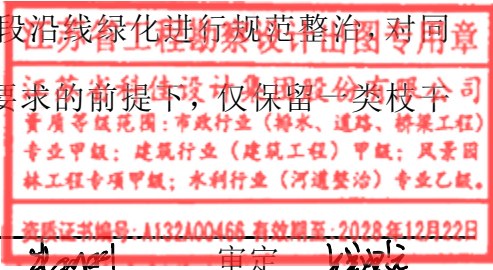 段沿线绿化进行规范整治，对同
江苏省工程勘察设计出图专用章
江苏省科佳设计集团股份有限公司
要求的前提下，仅保留一类枝干
资质等级范围：市政行业（排水、道路、桥梁工程）
专业甲级；建筑行业（建筑工程）甲级；风景园
林工程专项甲级；水利行业（河道整治）专业乙级。
资质证书编号：A132A00466 有效期至：2028年12月22日
审定